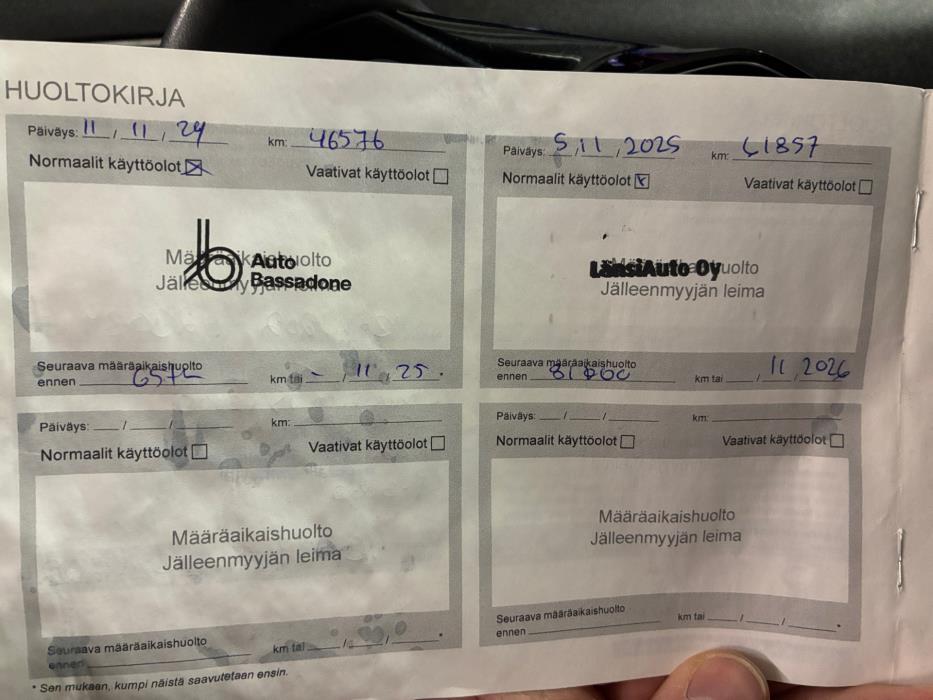 HUOLTOKIRJA
Päiväys: 11 / 11 / 24 km: 46576
Normaalit käyttöolot ☒ Vaativat käyttöolot ☐
Määräaikaishuolto
Jälleenmyyjän leima
Auto
Bassadone
Seuraava määräaikaishuolto
ennen km tai - / 11 / 25 .
Päiväys: 5 / 11 / 2025 km: 61857
Normaalit käyttöolot ☒ Vaativat käyttöolot ☐
Määräaikaishuolto
Jälleenmyyjän leima
LänsiAuto Oy
Seuraava määräaikaishuolto
ennen km tai / 11 / 2026
Päiväys: / / km:
Normaalit käyttöolot ☐ Vaativat käyttöolot ☐
Määräaikaishuolto
Jälleenmyyjän leima
Seuraava määräaikaishuolto
ennen km tai / / *
Päiväys: / / km:
Normaalit käyttöolot ☐ Vaativat käyttöolot ☐
Määräaikaishuolto
Jälleenmyyjän leima
Seuraava määräaikaishuolto
ennen km tai / / *
* Sen mukaan, kumpi näistä saavutetaan ensin.